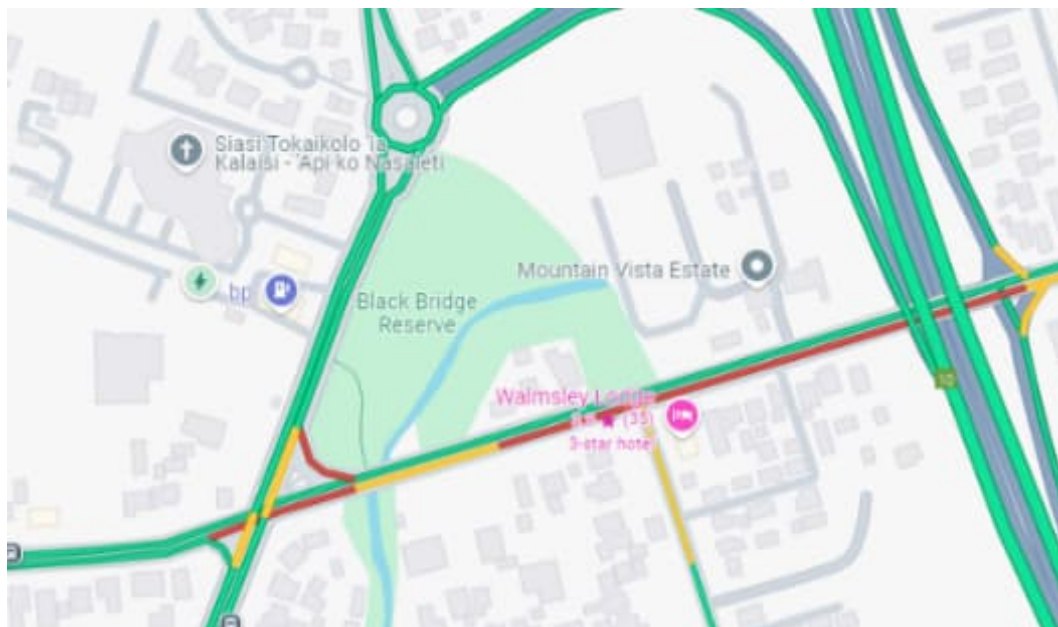 Siasi Tokaikolo 'ia
Kalaisi - 'Api ko Nasaleti
bp
Mountain Vista Estate
Black Bridge
Reserve
Walmsley Lodge
(35)
3-star hotel